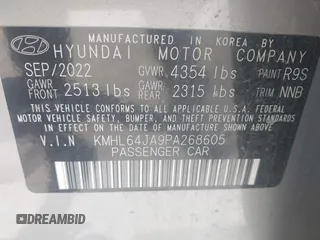 MANUFACTURED IN KOREA BY
HYUNDAI MOTOR COMPANY
SEP/2022 GVWR 4354 lbs PAINT R9S
GAWR FRONT 2513 lbs GAWR REAR 2315 lbs TRIM NNB
THIS VEHICLE CONFORMS TO ALL APPLICABLE U.S. FEDERAL MOTOR VEHICLE SAFETY, BUMPER, AND THEFT PREVENTION STANDARDS IN EFFECT ON THE DATE OF MANUFACTURE SHOWN ABOVE.
V.I.N KMHL64JA9PA268605
PASSENGER CAR
DREAMBID